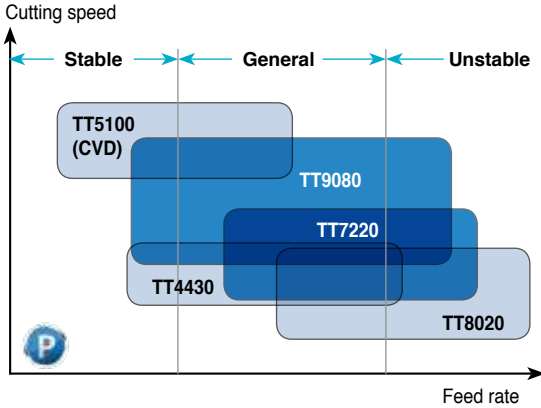 Cutting speed
Stable
General
Unstable
TT5100
(CVD)
TT9080
TT7220
TT4430
TT8020
P
Feed rate